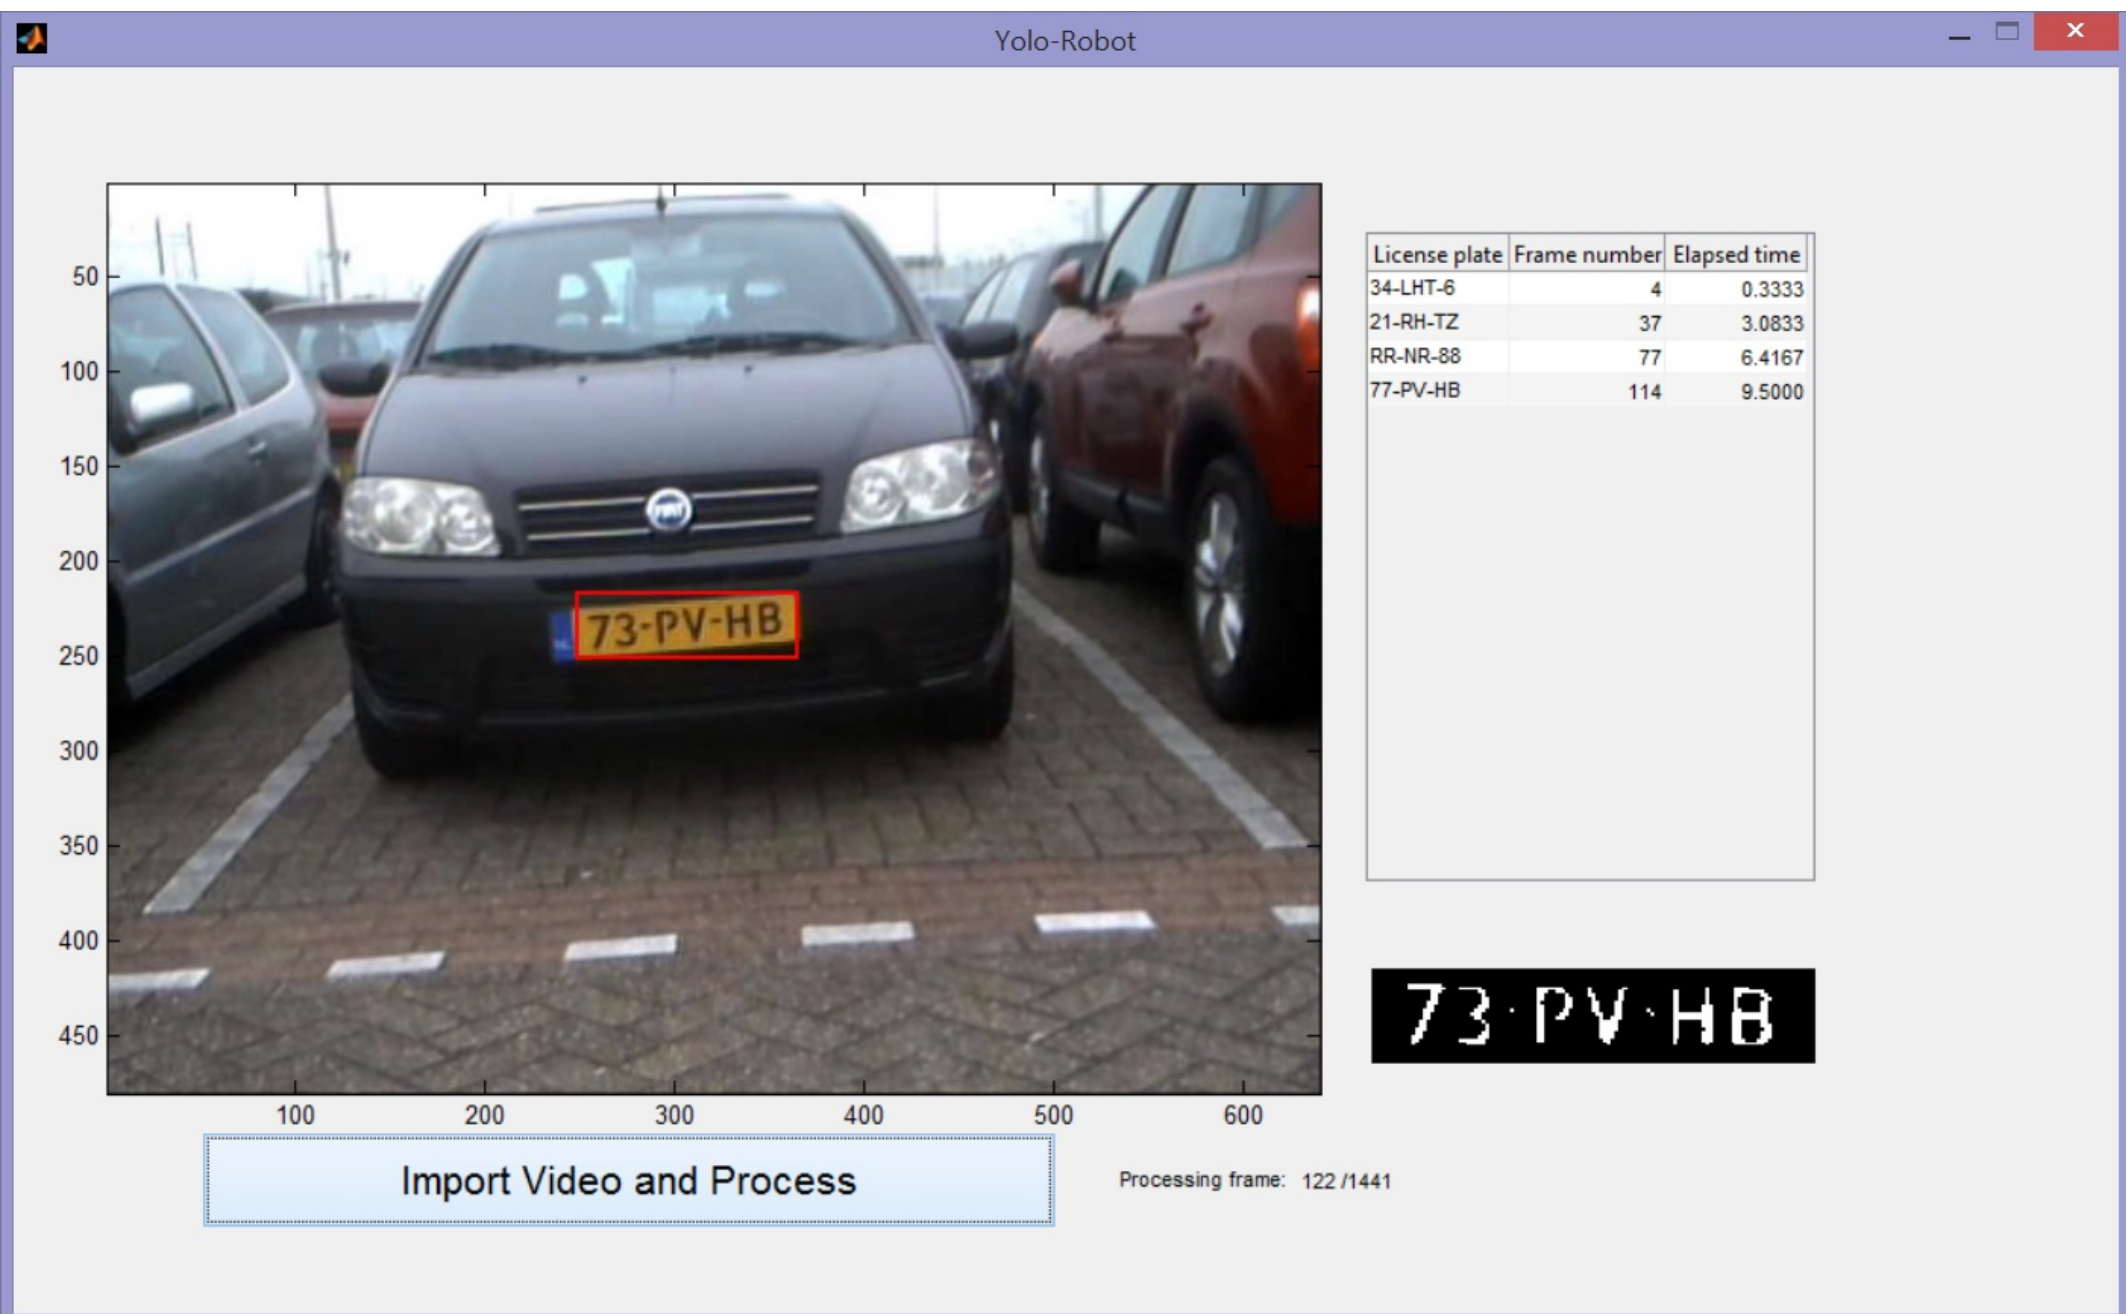 Yolo-Robot
50
100
150
200
250
300
350
400
450
100 200 300 400 500 600
FIAT
NL 73-PV-HB
License plate Frame number Elapsed time
34-LHT-6 4 0.3333
21-RH-TZ 37 3.0833
RR-NR-88 77 6.4167
77-PV-HB 114 9.5000
73·PV·HB
Import Video and Process
Processing frame: 122 /1441